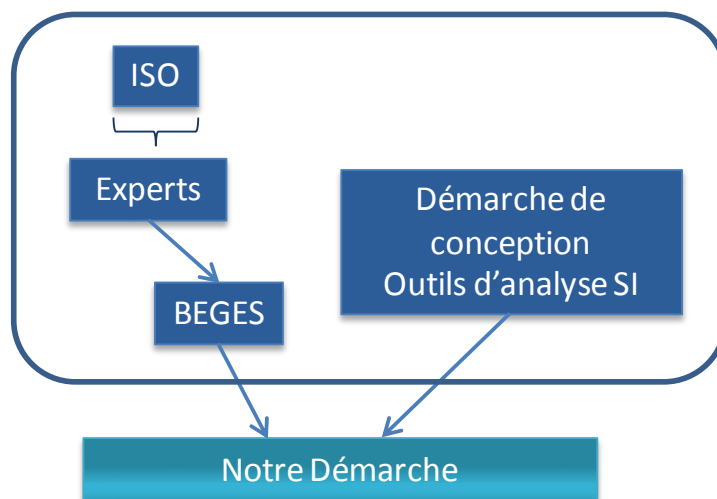 ISO
Experts
BEGES
Démarche de
conception
Outils d'analyse SI
Notre Démarche